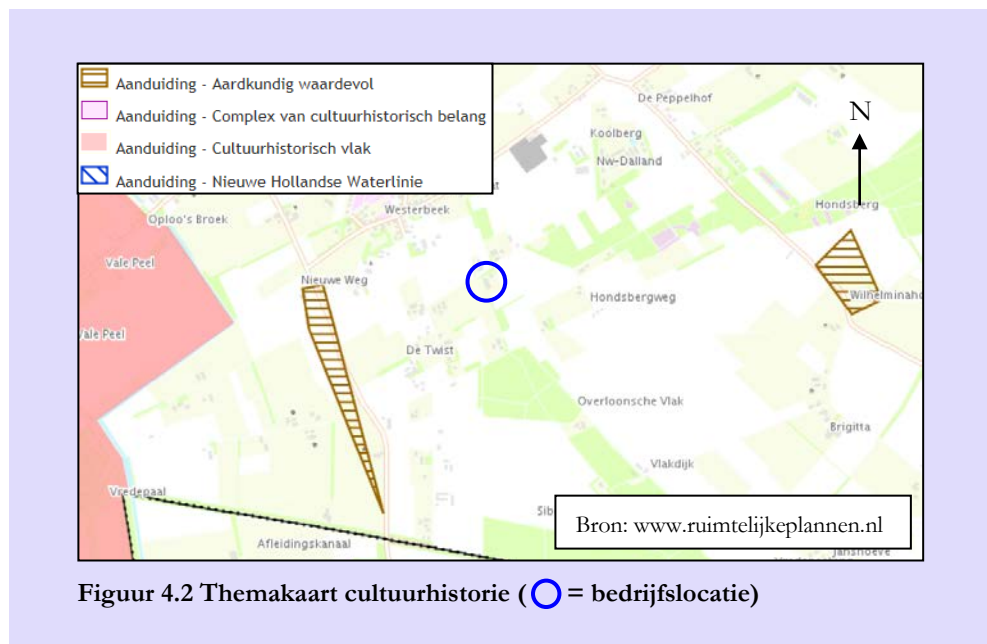 Aanduiding - Aardkundig waardevol
Aanduiding - Complex van cultuurhistorisch belang
Aanduiding - Cultuurhistorisch vlak
Aanduiding - Nieuwe Hollandse Waterlinie
De Peppelhof
N
Koolberg
Nw-Dalland
Hondsberg
Westerbeek
Oploo's Broek
Vale Peel
Nieuwe Weg
Hondsbergweg
Vale Peel
De Twist
Overloonsche Vlak
Brigitta
Vlakdijk
Vredepaal
Bron: www.ruimtelijkeplannen.nl
Afleidingskanaal
Figuur 4.2 Themakaart cultuurhistorie ( = bedrijfslocatie)